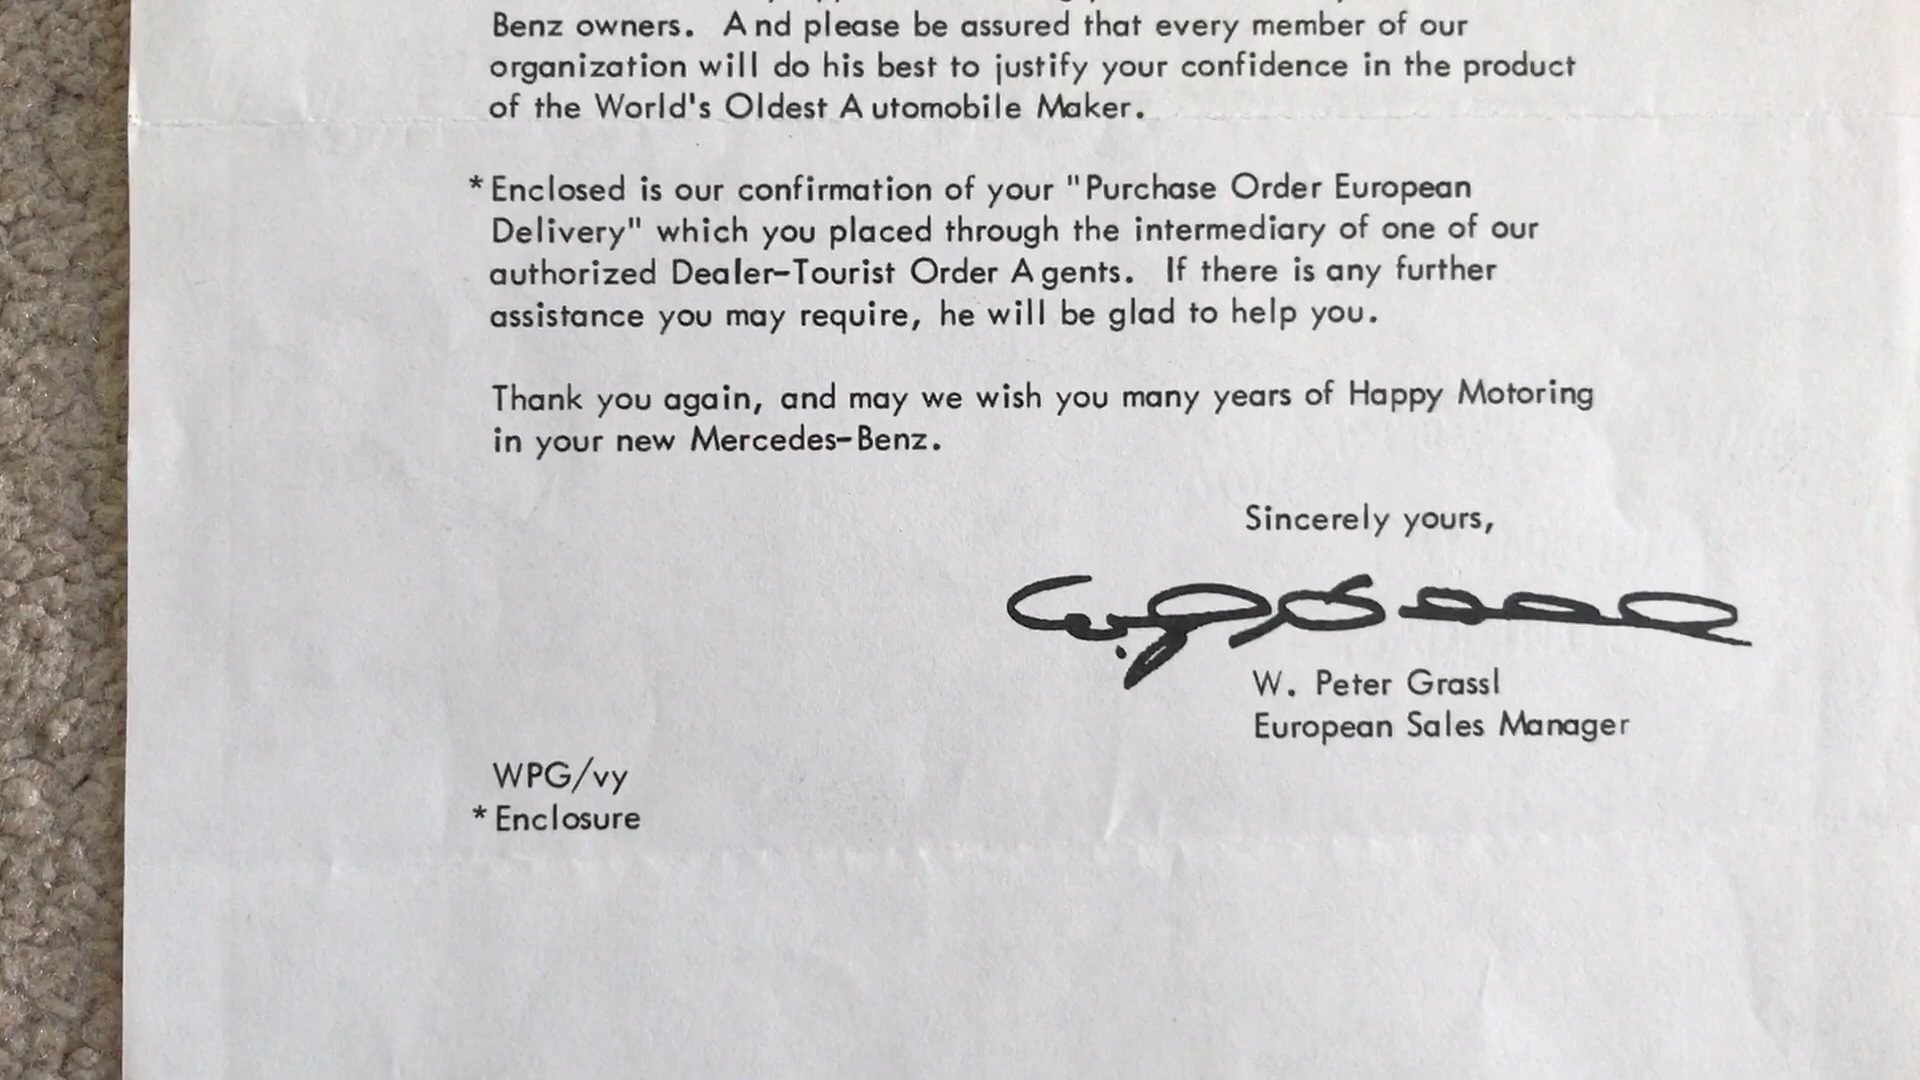 Benz owners. And please be assured that every member of our
organization will do his best to justify your confidence in the product
of the World's Oldest Automobile Maker.
*Enclosed is our confirmation of your "Purchase Order European
Delivery" which you placed through the intermediary of one of our
authorized Dealer-Tourist Order Agents. If there is any further
assistance you may require, he will be glad to help you.
Thank you again, and may we wish you many years of Happy Motoring
in your new Mercedes-Benz.
Sincerely yours,
W. Peter Grassl
European Sales Manager
WPG/vy
*Enclosure